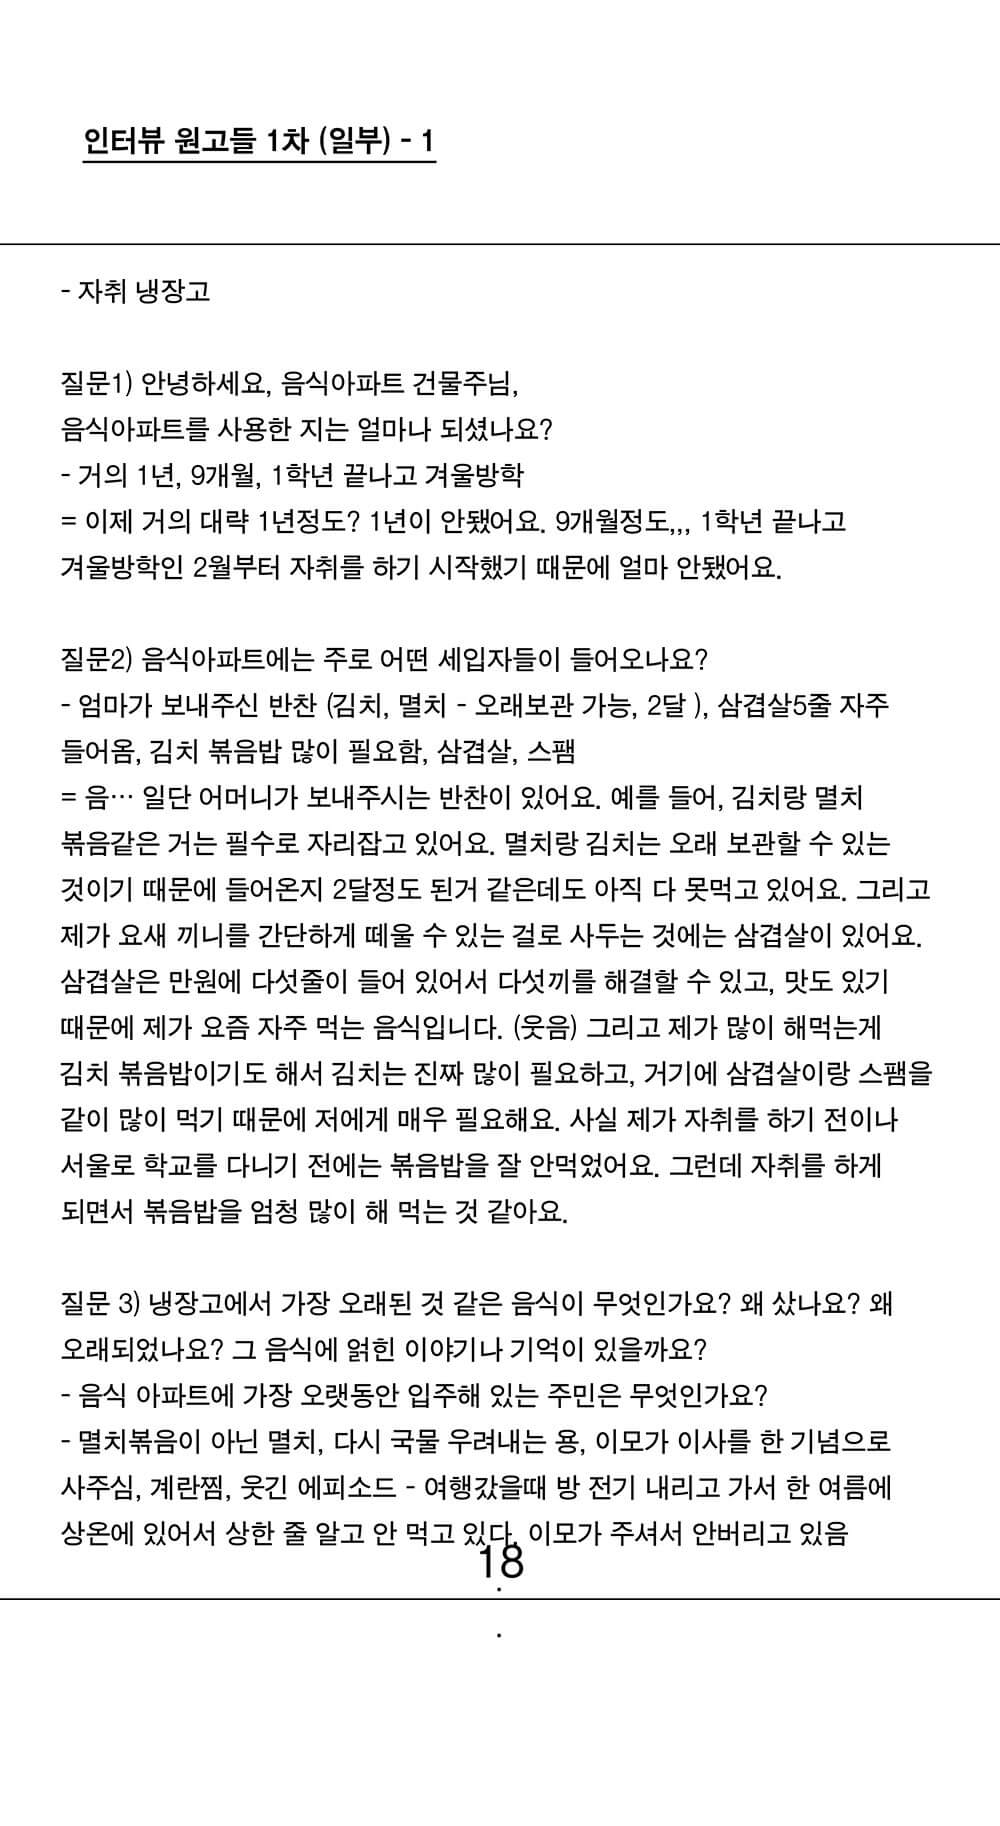 인터뷰 원고들 1차 (일부) - 1
- 자취 냉장고
질문1) 안녕하세요, 음식아파트 건물주님,
음식아파트를 사용한 지는 얼마나 되셨나요?
- 거의 1년, 9개월, 1학년 끝나고 겨울방학
= 이제 거의 대략 1년정도? 1년이 안됐어요. 9개월정도,,, 1학년 끝나고
겨울방학인 2월부터 자취를 하기 시작했기 때문에 얼마 안됐어요.
질문2) 음식아파트에는 주로 어떤 세입자들이 들어오나요?
- 엄마가 보내주신 반찬 (김치, 멸치 - 오래보관 가능, 2달 ), 삼겹살5줄 자주
들어옴, 김치 볶음밥 많이 필요함, 삼겹살, 스팸
= 음… 일단 어머니가 보내주시는 반찬이 있어요. 예를 들어, 김치랑 멸치
볶음같은 거는 필수로 자리잡고 있어요. 멸치랑 김치는 오래 보관할 수 있는
것이기 때문에 들어온지 2달정도 된거 같은데도 아직 다 못먹고 있어요. 그리고
제가 요새 끼니를 간단하게 떼울 수 있는 걸로 사두는 것에는 삼겹살이 있어요.
삼겹살은 만원에 다섯줄이 들어 있어서 다섯끼를 해결할 수 있고, 맛도 있기
때문에 제가 요즘 자주 먹는 음식입니다. (웃음) 그리고 제가 많이 해먹는게
김치 볶음밥이기도 해서 김치는 진짜 많이 필요하고, 거기에 삼겹살이랑 스팸을
같이 많이 먹기 때문에 저에게 매우 필요해요. 사실 제가 자취를 하기 전이나
서울로 학교를 다니기 전에는 볶음밥을 잘 안먹었어요. 그런데 자취를 하게
되면서 볶음밥을 엄청 많이 해 먹는 것 같아요.
질문 3) 냉장고에서 가장 오래된 것 같은 음식이 무엇인가요? 왜 샀나요? 왜
오래되었나요? 그 음식에 얽힌 이야기나 기억이 있을까요?
- 음식 아파트에 가장 오랫동안 입주해 있는 주민은 무엇인가요?
- 멸치볶음이 아닌 멸치, 다시 국물 우려내는 용, 이모가 이사를 한 기념으로
사주심, 계란찜, 웃긴 에피소드 - 여행갔을때 방 전기 내리고 가서 한 여름에
상온에 있어서 상한 줄 알고 안 먹고 있다, 이모가 주셔서 안버리고 있음
18
.
.